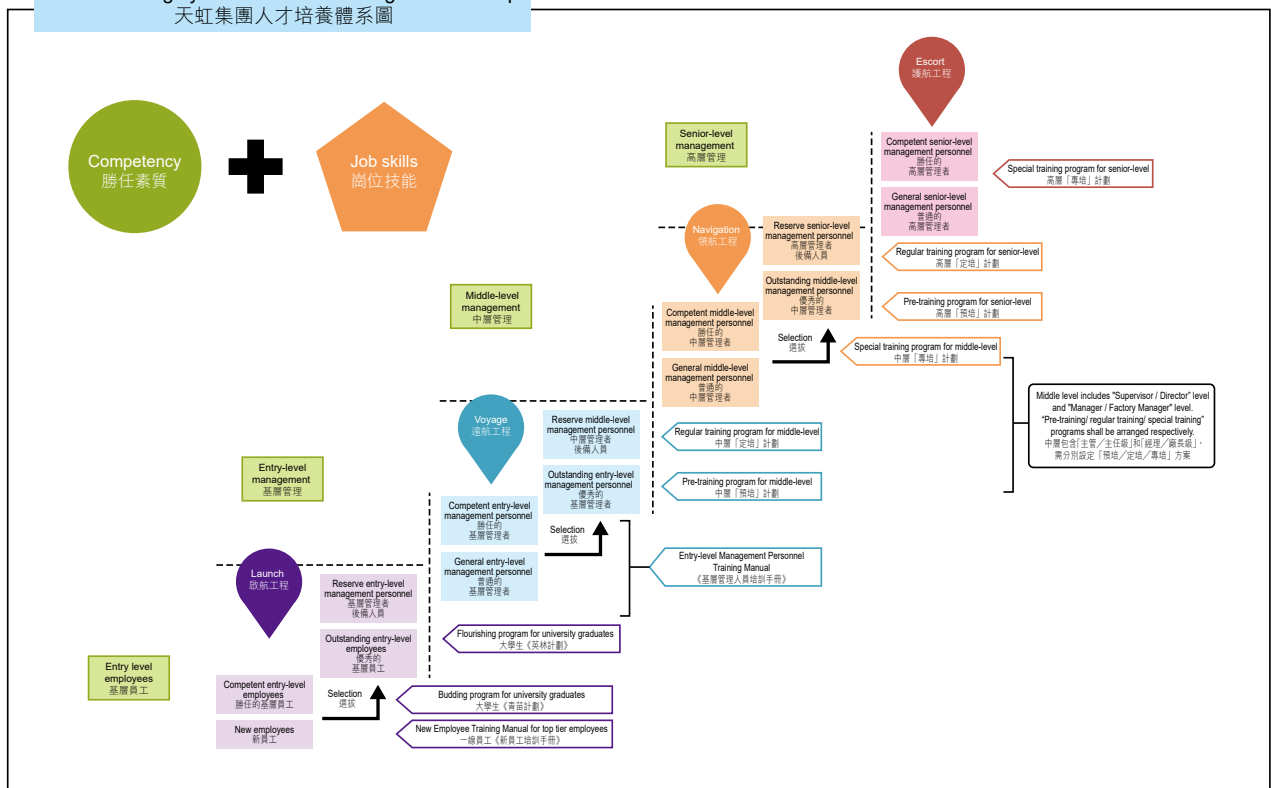 天虹集團人才培養體系圖
Competency
勝任素質
Job skills
崗位技能
Escort
護航工程
Senior-level
management
高層管理
Competent senior-level
management personnel
勝任的
高層管理者
General senior-level
management personnel
普通的
高層管理者
Special training program for senior-level
高層「專培」計劃
Navigation
領航工程
Reserve senior-level
management personnel
高層管理者
後備人員
Outstanding middle-level
management personnel
優秀的
中層管理者
Regular training program for senior-level
高層「定培」計劃
Pre-training program for senior-level
高層「預培」計劃
Middle-level
management
中層管理
Competent middle-level
management personnel
勝任的
中層管理者
General middle-level
management personnel
普通的
中層管理者
Selection
選拔
Special training program for middle-level
中層「專培」計劃
Middle level includes "Supervisor / Director" level
and "Manager / Factory Manager" level.
"Pre-training/ regular training/ special training"
programs shall be arranged respectively.
中層包含「主管／主任級」和「經理／廠長級」，
需分別設定「預培／定培／專培」方案
Voyage
遠航工程
Reserve middle-level
management personnel
中層管理者
後備人員
Outstanding entry-level
management personnel
優秀的
基層管理者
Regular training program for middle-level
中層「定培」計劃
Pre-training program for middle-level
中層「預培」計劃
Entry-level
management
基層管理
Competent entry-level
management personnel
勝任的
基層管理者
General entry-level
management personnel
普通的
基層管理者
Selection
選拔
Entry-level Management Personnel
Training Manual
《基層管理人員培訓手冊》
Launch
啟航工程
Reserve entry-level
management personnel
基層管理者
後備人員
Outstanding entry-level
employees
優秀的
基層員工
Flourishing program for university graduates
大學生《英林計劃》
Entry level
employees
基層員工
Competent entry-level
employees
勝任的基層員工
New employees
新員工
Selection
選拔
Budding program for university graduates
大學生《青苗計劃》
New Employee Training Manual for top tier employees
一線員工《新員工培訓手冊》